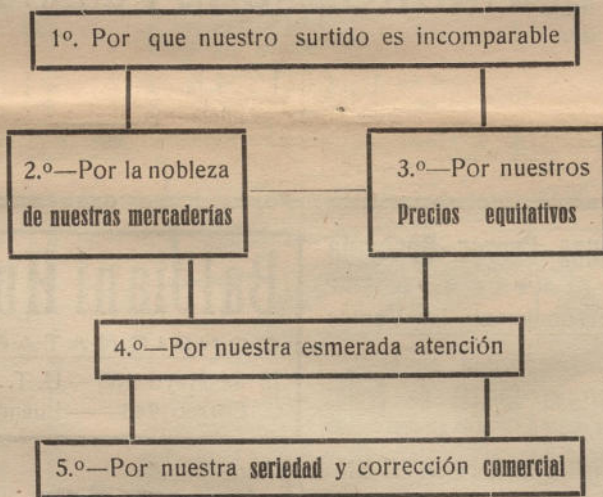 1º. Por que nuestro surtido es incomparable
2.º—Por la nobleza
de nuestras mercaderías
3.º—Por nuestros
Precios equitativos
4.º—Por nuestra esmerada atención
5.º—Por nuestra seriedad y corrección comercial